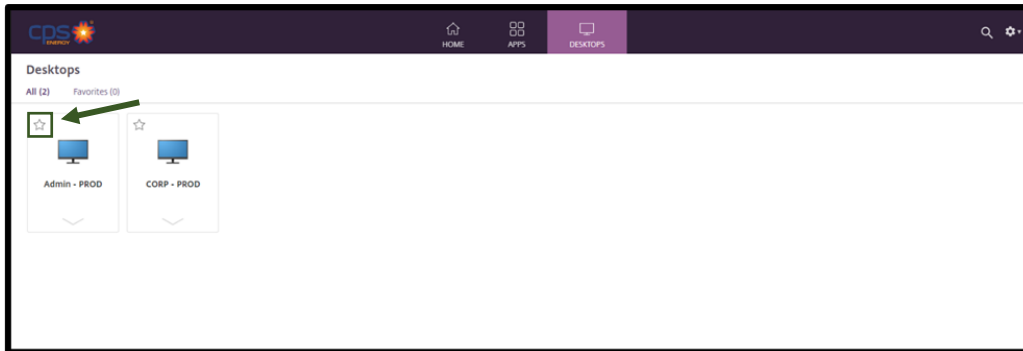 cps
ENERGY
HOME
APPS
DESKTOPS
Desktops
All (2) Favorites (0)
Admin - PROD
CORP - PROD